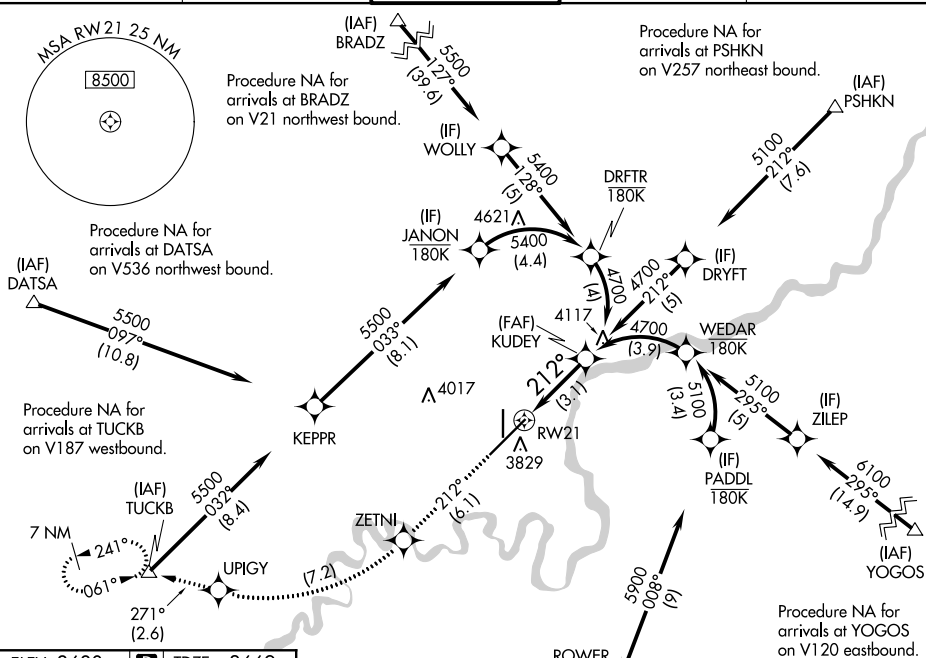 MSA RW21 25 NM
8500
(IAF)
BRADZ
5500
127°
(39.6)
Procedure NA for
arrivals at BRADZ
on V21 northwest bound.
Procedure NA for
arrivals at PSHKN
on V257 northeast bound.
(IAF)
PSHKN
5100
212°
(7.6)
(IF)
WOLLY
5400
128°
(5)
DRFTR
180K
Procedure NA for
arrivals at DATSA
on V536 northwest bound.
(IAF)
DATSA
5500
097°
(10.8)
(IF)
JANON
180K
4621
5400
(4.4)
4700
(4)
4700
212°
(5)
(IF)
DRYFT
5500
033°
(8.1)
4117
(FAF)
KUDEY
4700
(3.9)
WEDAR
180K
212°
(3.1)
4017
KEPPR
RW21
3829
5100
(3.4)
5100
295°
(5)
(IF)
ZILEP
(IF)
PADDL
180K
6100
295°
(14.9)
(IAF)
YOGOS
Procedure NA for
arrivals at TUCKB
on V187 westbound.
(IAF)
TUCKB
5500
032°
(8.4)
7 NM
241°
061°
271°
(2.6)
UPIGY
(7.2)
ZETNI
212°
(6.1)
5900
008°
(9)
Procedure NA for
arrivals at YOGOS
on V120 eastbound.